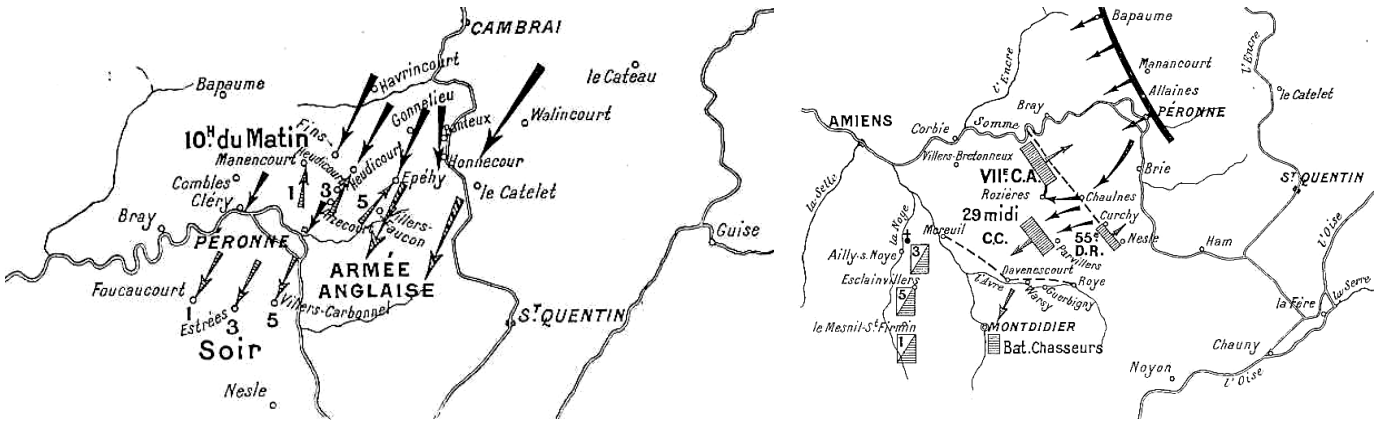 CAMBRAI
Havrincourt
le Cateau
Bapaume
Gonnelieu
Walincourt
Fins
Banteux
10H du Matin
Honnecour
Manencourt
Heudicourt
Heudicourt
Epéhy
le Catelet
Combles
1
3
5
Cléry
Villers-
Faucon
Bray
PÉRONNE
Guise
ARMÉE
ANGLAISE
Foucaucourt
Villers-Carbonnel
1
Estrées
3
5
ST QUENTIN
Soir
Nesle
Bapaume
l'Encre
l'Encre
Manancourt
Allaines
le Catelet
Bray
PÉRONNE
AMIENS
Corbie
Somme
Villers-Bretonneux
VIIe C.A.
Brie
ST QUENTIN
Rozières
Chaulnes
la Selle
la Noye
29 midi
C.C.
Curchy
l'Oise
Moreuil
55e
D.R.
Nesle
Ham
Parvillers
Ailly-s.-Noye
3
Davenescourt
Esclainvillers
l'Avre
Warsy
Guerbigny
Roye
la Serre
5
la Fère
le Mesnil-St Firmin
MONTDIDIER
1
Bat. Chasseurs
Chauny
Noyon
l'Oise